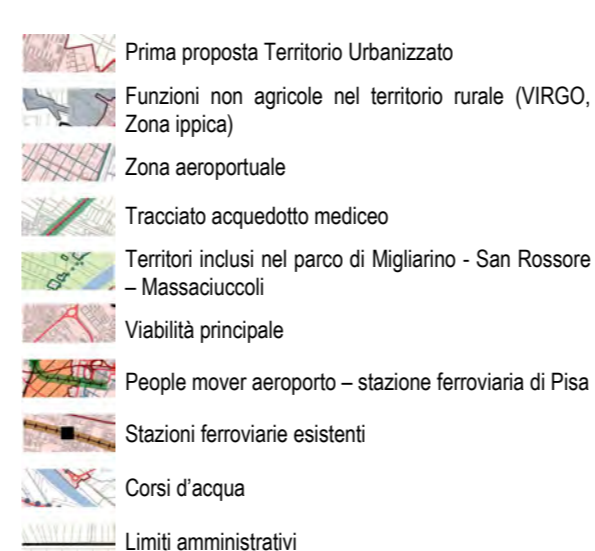 Prima proposta Territorio Urbanizzato
Funzioni non agricole nel territorio rurale (VIRGO,
Zona ippica)
Zona aeroportuale
Tracciato acquedotto mediceo
Territori inclusi nel parco di Migliarino - San Rossore
– Massaciuccoli
Viabilità principale
People mover aeroporto – stazione ferroviaria di Pisa
Stazioni ferroviarie esistenti
Corsi d'acqua
Limiti amministrativi